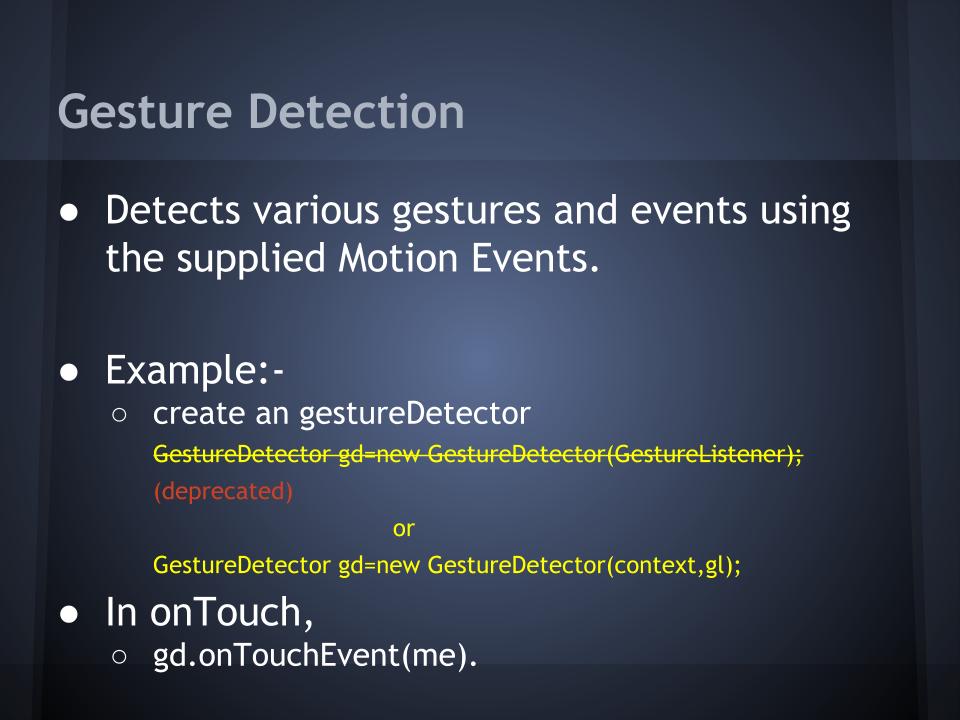 Gesture Detection
● Detects various gestures and events using
the supplied Motion Events.
● Example:-
○ create an gestureDetector
GestureDetector gd=new GestureDetector(GestureListener);
(deprecated)
or
GestureDetector gd=new GestureDetector(context,gl);
● In onTouch,
○ gd.onTouchEvent(me).